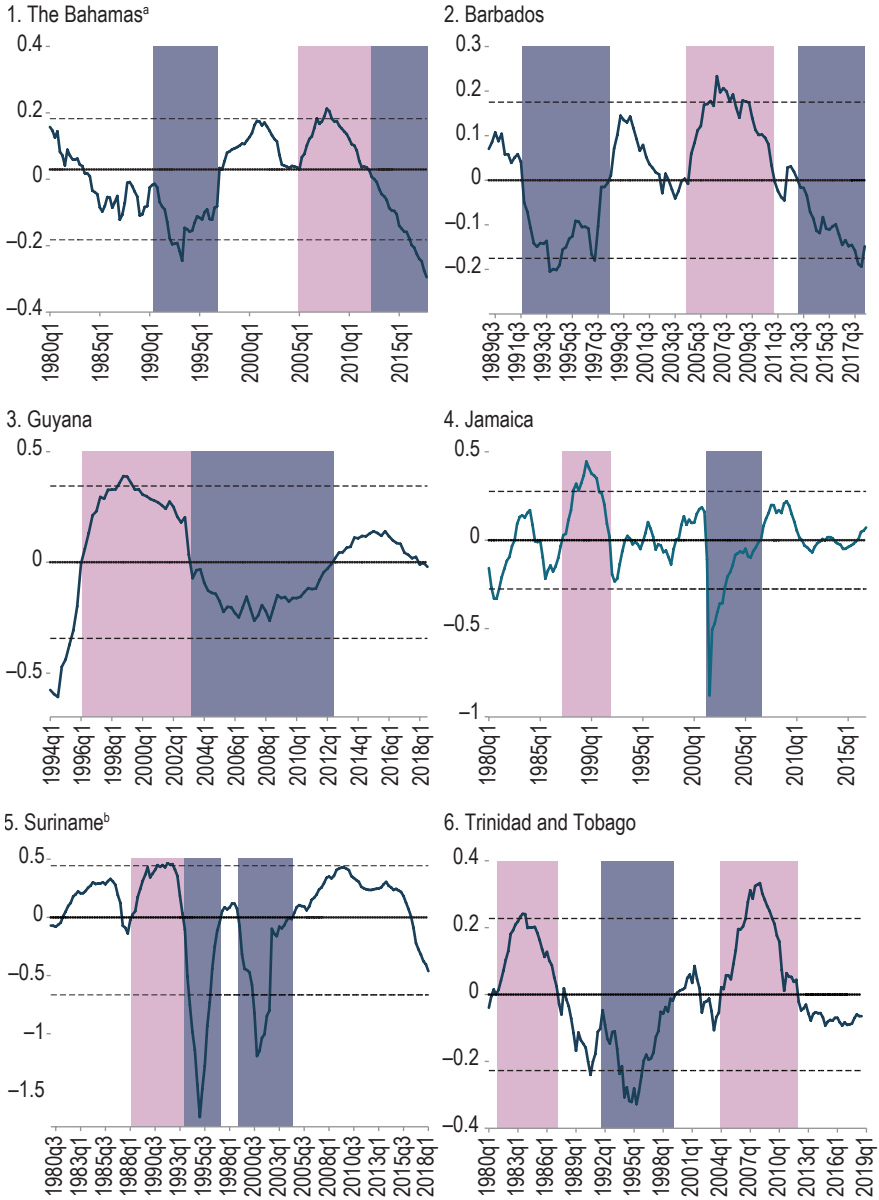 1. The Bahamasᵃ
0.4
0.2
0
–0.2
–0.4
1980q1
1985q1
1990q1
1995q1
2000q1
2005q1
2010q1
2015q1
2. Barbados
0.3
0.2
0.1
0
–0.1
–0.2
1989q3
1991q3
1993q3
1995q3
1997q3
1999q3
2001q3
2003q3
2005q3
2007q3
2009q3
2011q3
2013q3
2015q3
2017q3
3. Guyana
0.5
0
–0.5
1994q1
1996q1
1998q1
2000q1
2002q1
2004q1
2006q1
2008q1
2010q1
2012q1
2014q1
2016q1
2018q1
4. Jamaica
0.5
0
–0.5
–1
1980q1
1985q1
1990q1
1995q1
2000q1
2005q1
2010q1
2015q1
5. Surinameᵇ
0.5
0
–0.5
–1
–1.5
1980q3
1983q1
1985q3
1988q1
1990q3
1993q1
1995q3
1998q1
2000q3
2003q1
2005q3
2008q1
2010q3
2013q1
2015q3
2018q1
6. Trinidad and Tobago
0.4
0.2
0
–0.2
–0.4
1980q1
1983q1
1986q1
1989q1
1992q1
1995q1
1998q1
2001q1
2004q1
2007q1
2010q1
2013q1
2016q1
2019q1